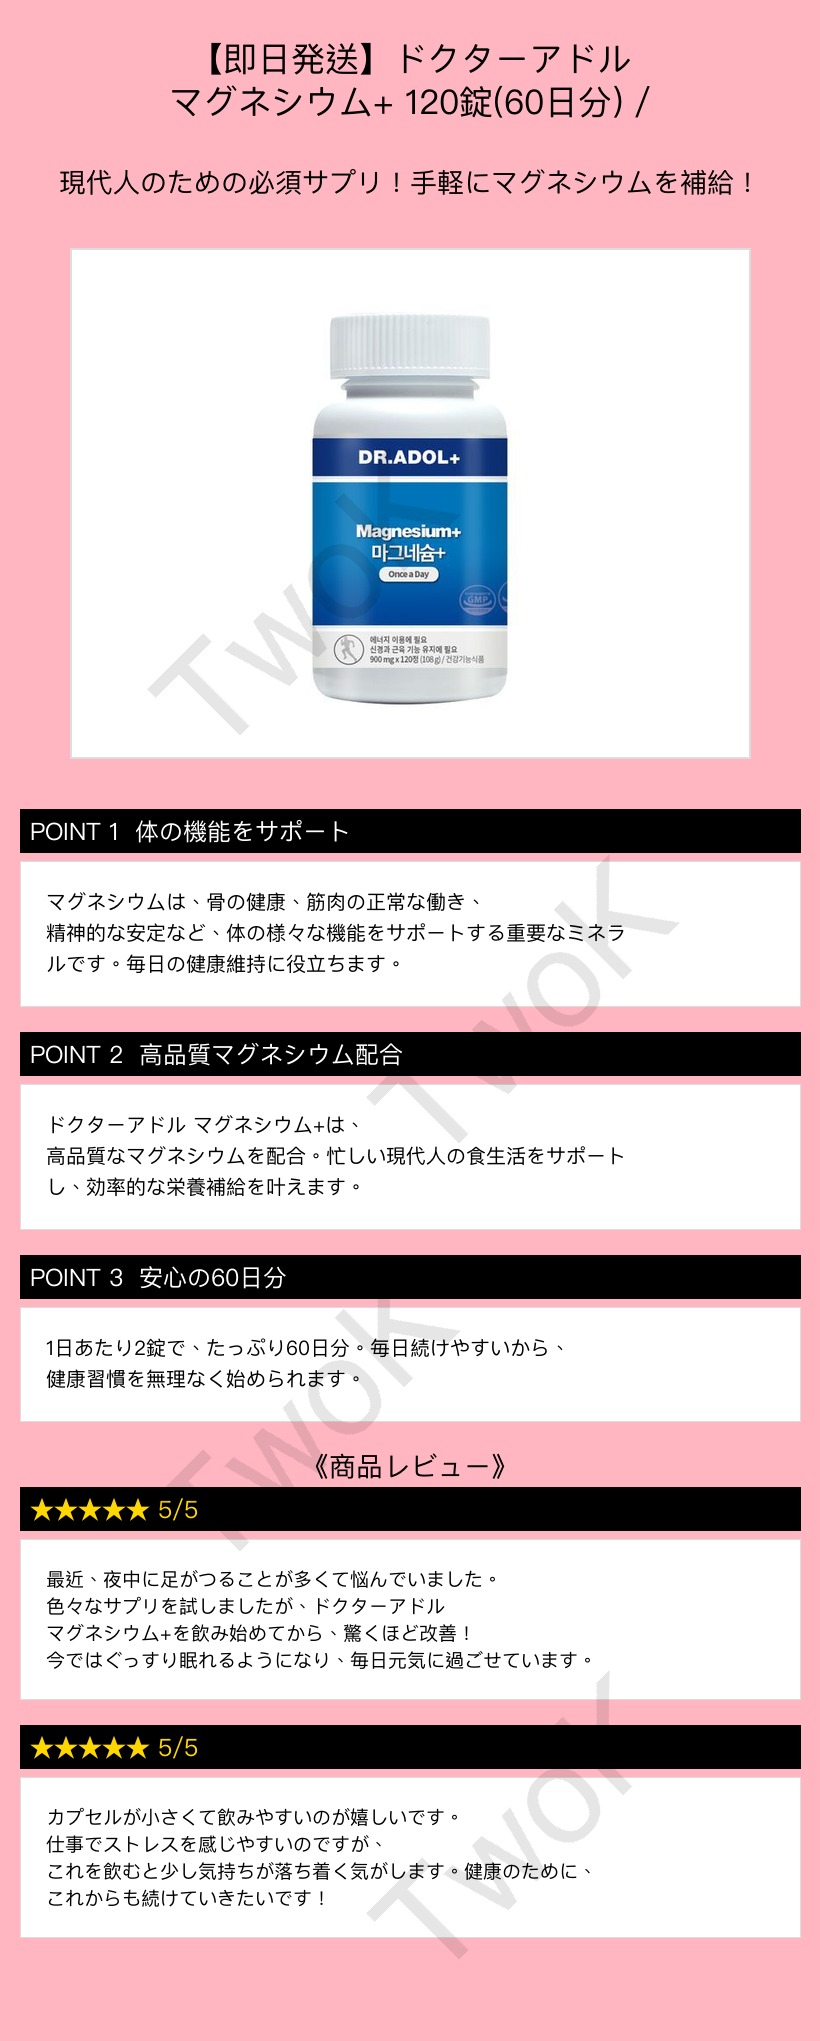 【即日発送】ドクターアドル
マグネシウム+ 120錠(60日分) /
現代人のための必須サプリ！手軽にマグネシウムを補給！
DR.ADOL+
Magnesium+
마그네슘+
Once a Day
GMP
에너지 이용에 필요
신경과 근육 기능 유지에 필요
900 mg x 120정 (108 g) / 건강기능식품
TwoK
POINT 1 体の機能をサポート
マグネシウムは、骨の健康、筋肉の正常な働き、
精神的な安定など、体の様々な機能をサポートする重要なミネラ
ルです。毎日の健康維持に役立ちます。
TwoK
POINT 2 高品質マグネシウム配合
ドクターアドル マグネシウム+は、
高品質なマグネシウムを配合。忙しい現代人の食生活をサポート
し、効率的な栄養補給を叶えます。
POINT 3 安心の60日分
1日あたり2錠で、たっぷり60日分。毎日続けやすいから、
健康習慣を無理なく始められます。
TwoK
《商品レビュー》
★★★★★ 5/5
最近、夜中に足がつることが多くて悩んでいました。
色々なサプリを試しましたが、ドクターアドル
マグネシウム+を飲み始めてから、驚くほど改善！
今ではぐっすり眠れるようになり、毎日元気に過ごせています。
★★★★★ 5/5
カプセルが小さくて飲みやすいのが嬉しいです。
仕事でストレスを感じやすいのですが、
これを飲むと少し気持ちが落ち着く気がします。健康のために、
これからも続けていきたいです！
TwoK